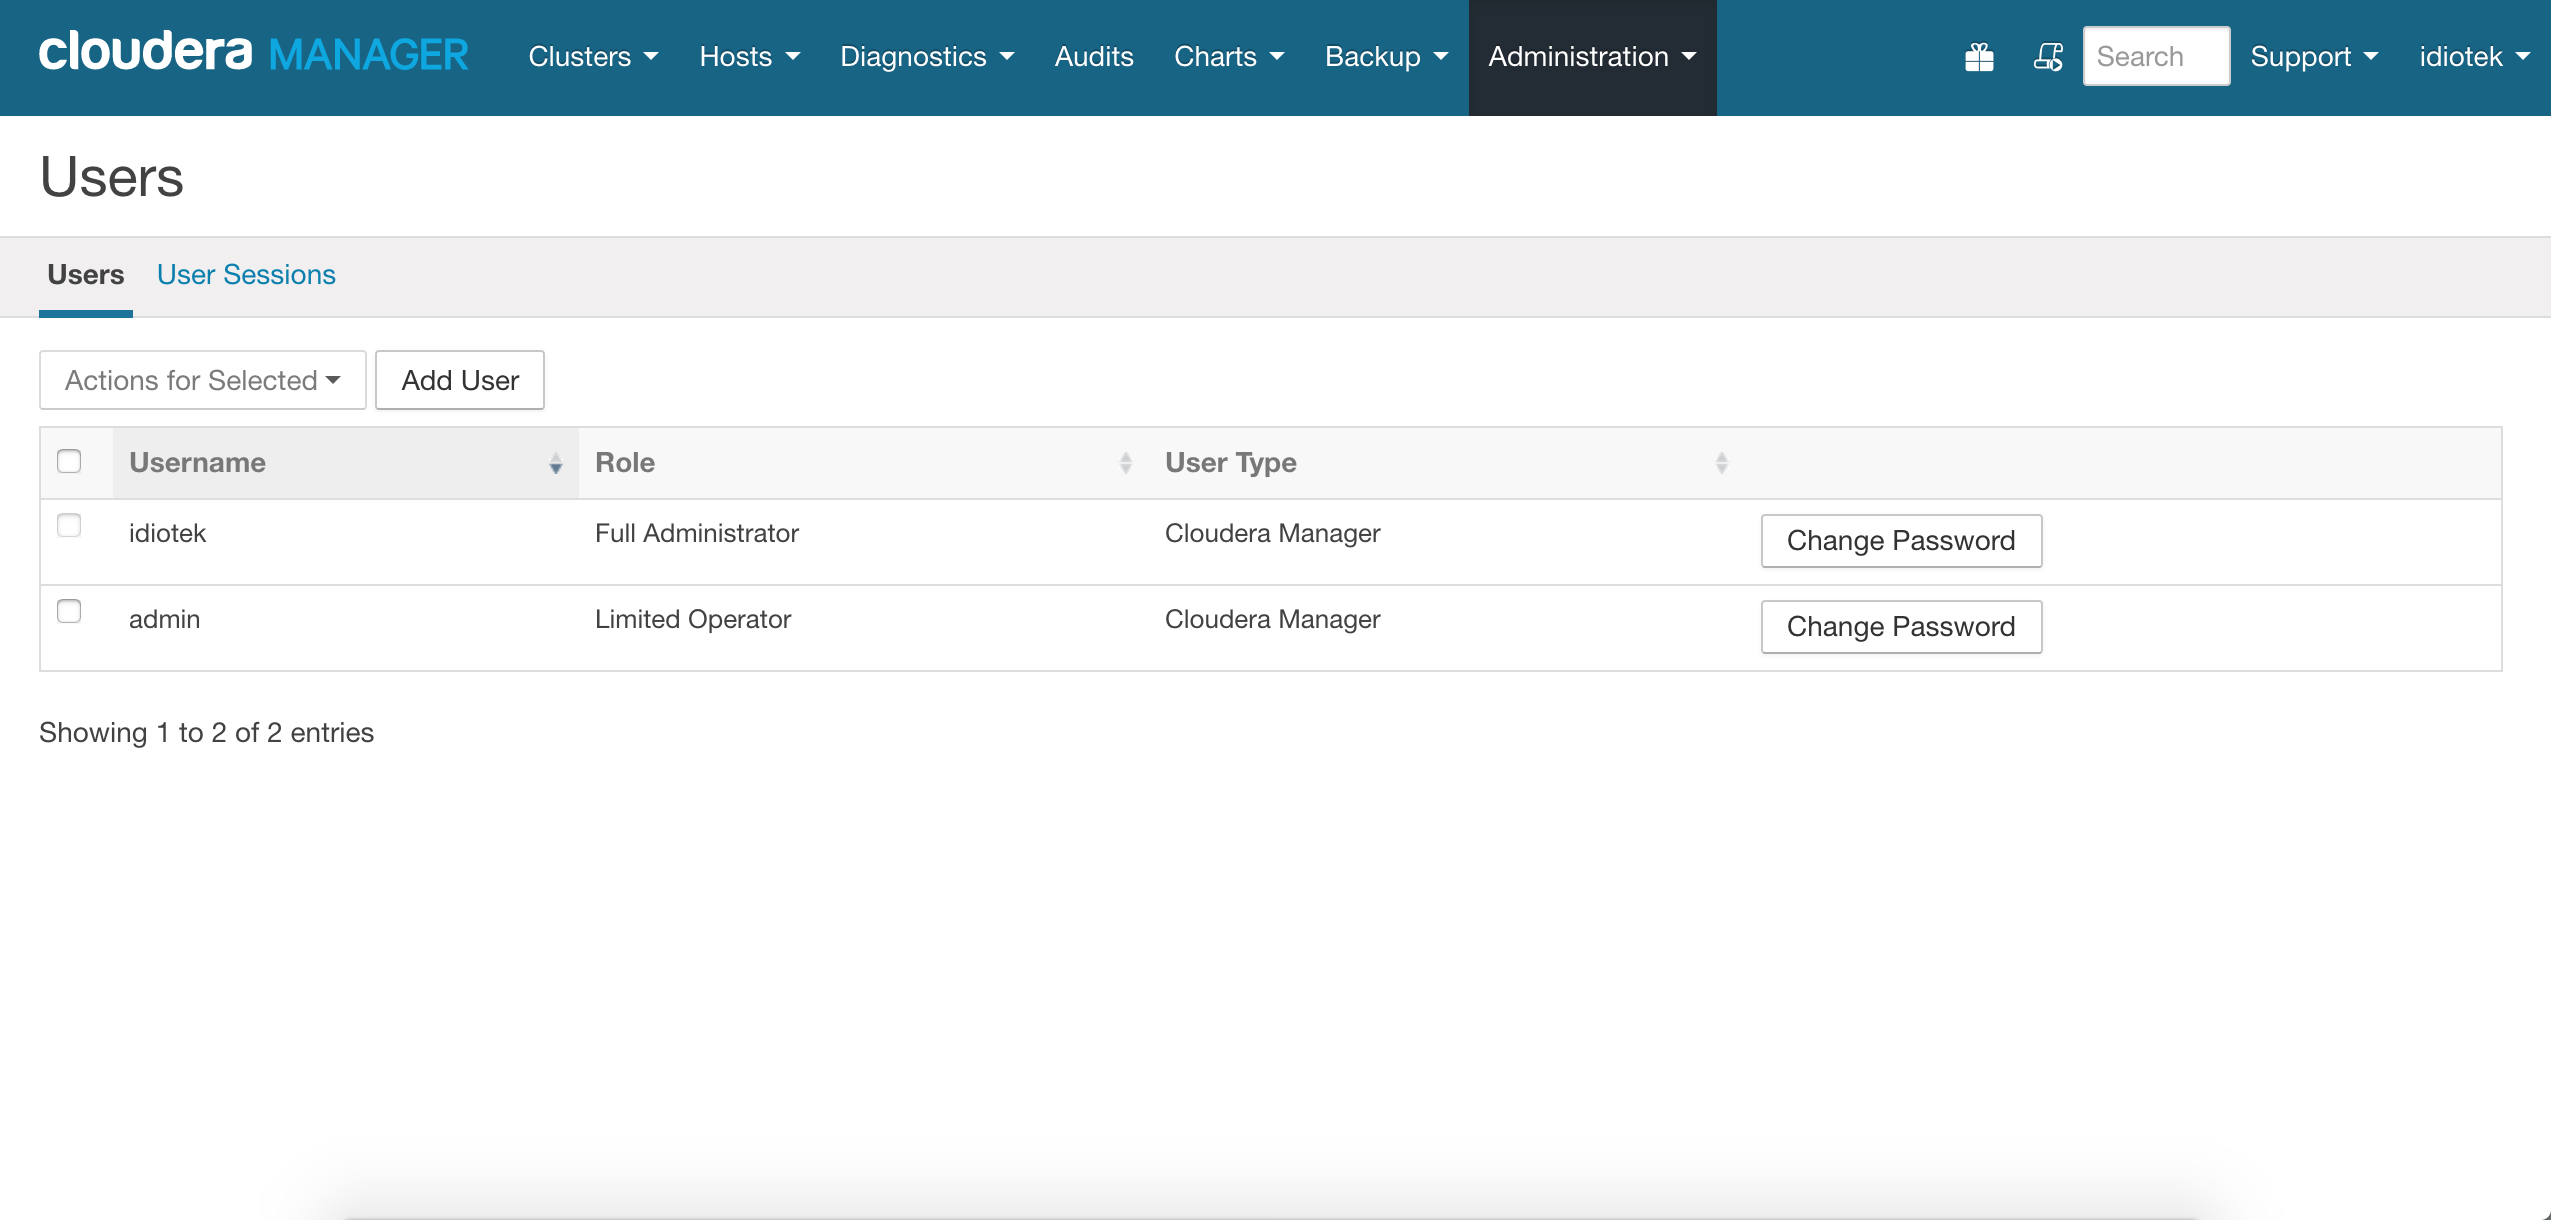 cloudera MANAGER Clusters Hosts Diagnostics Audits Charts Backup Administration Search Support idiotek
Users
Users User Sessions
Actions for Selected Add User
Username Role User Type
idiotek Full Administrator Cloudera Manager Change Password
admin Limited Operator Cloudera Manager Change Password
Showing 1 to 2 of 2 entries